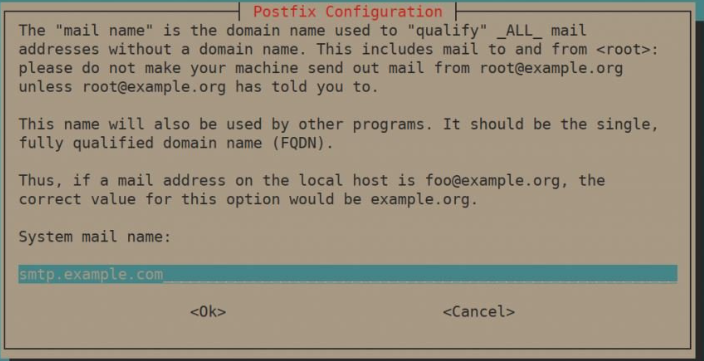 Postfix Configuration
The "mail name" is the domain name used to "qualify" _ALL_ mail
addresses without a domain name. This includes mail to and from <root>:
please do not make your machine send out mail from root@example.org
unless root@example.org has told you to.
This name will also be used by other programs. It should be the single,
fully qualified domain name (FQDN).
Thus, if a mail address on the local host is foo@example.org, the
correct value for this option would be example.org.
System mail name:
smtp.example.com
<Ok> <Cancel>